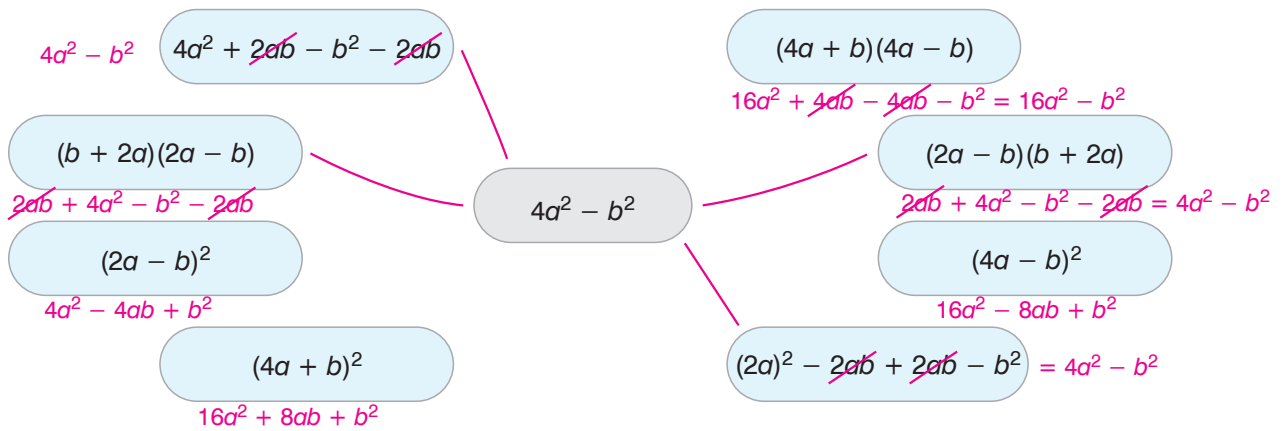 4a² − b²
4a² + 2ab − b² − 2ab
(b + 2a)(2a − b)
2ab + 4a² − b² − 2ab
(2a − b)²
4a² − 4ab + b²
(4a + b)²
16a² + 8ab + b²
4a² − b²
(4a + b)(4a − b)
16a² + 4ab − 4ab − b² = 16a² − b²
(2a − b)(b + 2a)
2ab + 4a² − b² − 2ab = 4a² − b²
(4a − b)²
16a² − 8ab + b²
(2a)² − 2ab + 2ab − b² = 4a² − b²